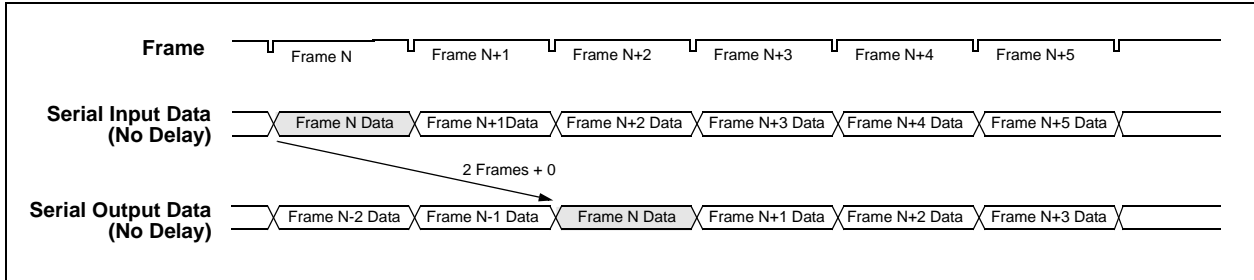 Frame
Frame N
Frame N+1
Frame N+2
Frame N+3
Frame N+4
Frame N+5
Serial Input Data
(No Delay)
Frame N Data
Frame N+1Data
Frame N+2 Data
Frame N+3 Data
Frame N+4 Data
Frame N+5 Data
2 Frames + 0
Serial Output Data
(No Delay)
Frame N-2 Data
Frame N-1 Data
Frame N Data
Frame N+1 Data
Frame N+2 Data
Frame N+3 Data